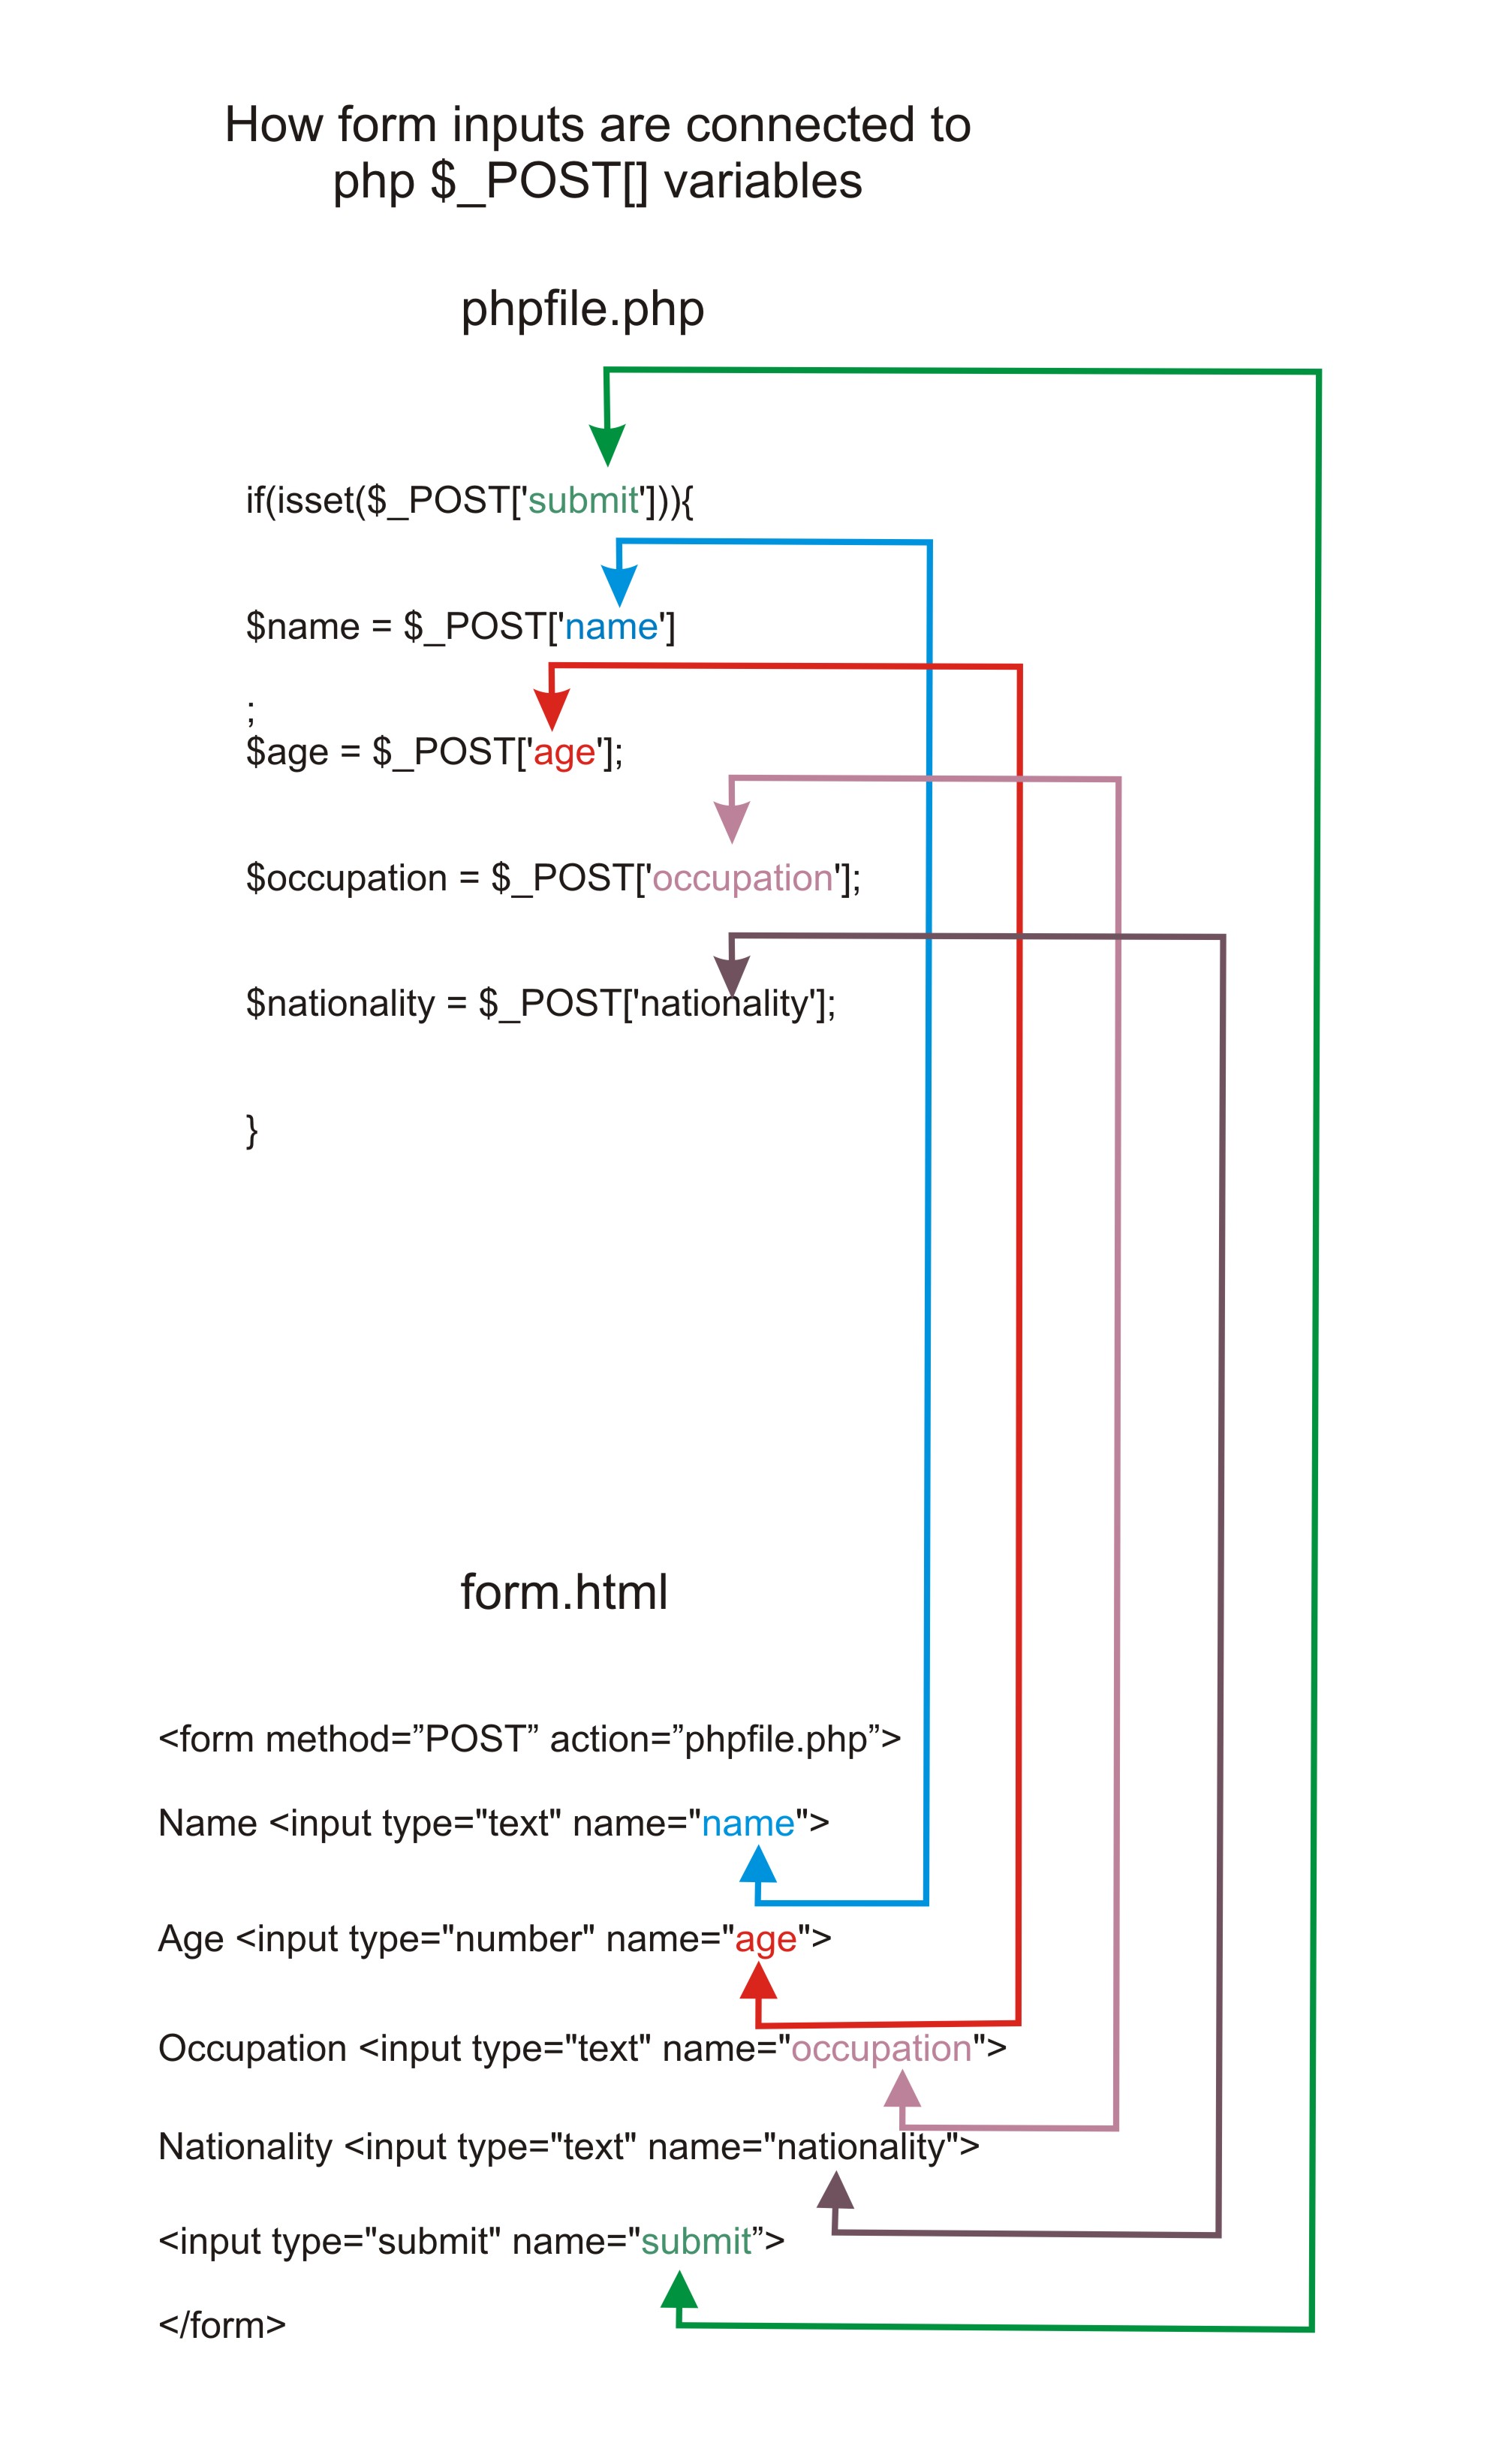 How form inputs are connected to
php $_POST[] variables
phpfile.php
if(isset($_POST['submit'])){
$name = $_POST['name']
;
$age = $_POST['age'];
$occupation = $_POST['occupation'];
$nationality = $_POST['nationality'];
}
form.html
<form method=”POST” action=”phpfile.php”>
Name <input type="text" name="name">
Age <input type="number" name="age">
Occupation <input type="text" name="occupation">
Nationality <input type="text" name="nationality">
<input type="submit" name="submit”>
</form>